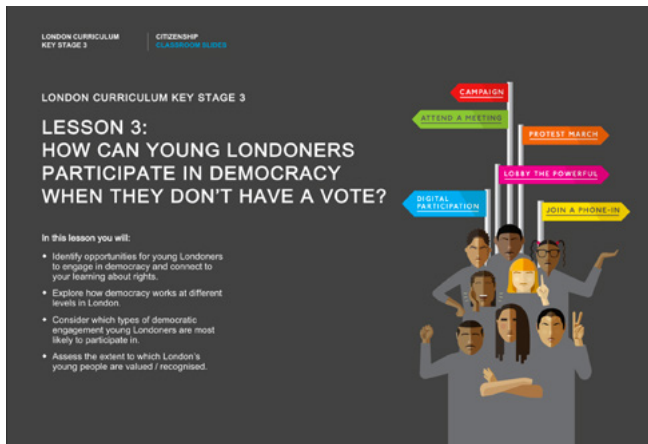 LONDON CURRICULUM
KEY STAGE 3
CITIZENSHIP
CLASSROOM SLIDES
LONDON CURRICULUM KEY STAGE 3
LESSON 3:
HOW CAN YOUNG LONDONERS
PARTICIPATE IN DEMOCRACY
WHEN THEY DON'T HAVE A VOTE?
In this lesson you will:
• Identify opportunities for young Londoners
to engage in democracy and connect to
your learning about rights.
• Explore how democracy works at different
levels in London.
• Consider which types of democratic
engagement young Londoners are most
likely to participate in.
• Assess the extent to which London's
young people are valued / recognised.
CAMPAIGN
ATTEND A MEETING
PROTEST MARCH
LOBBY THE POWERFUL
DIGITAL
PARTICIPATION
JOIN A PHONE-IN